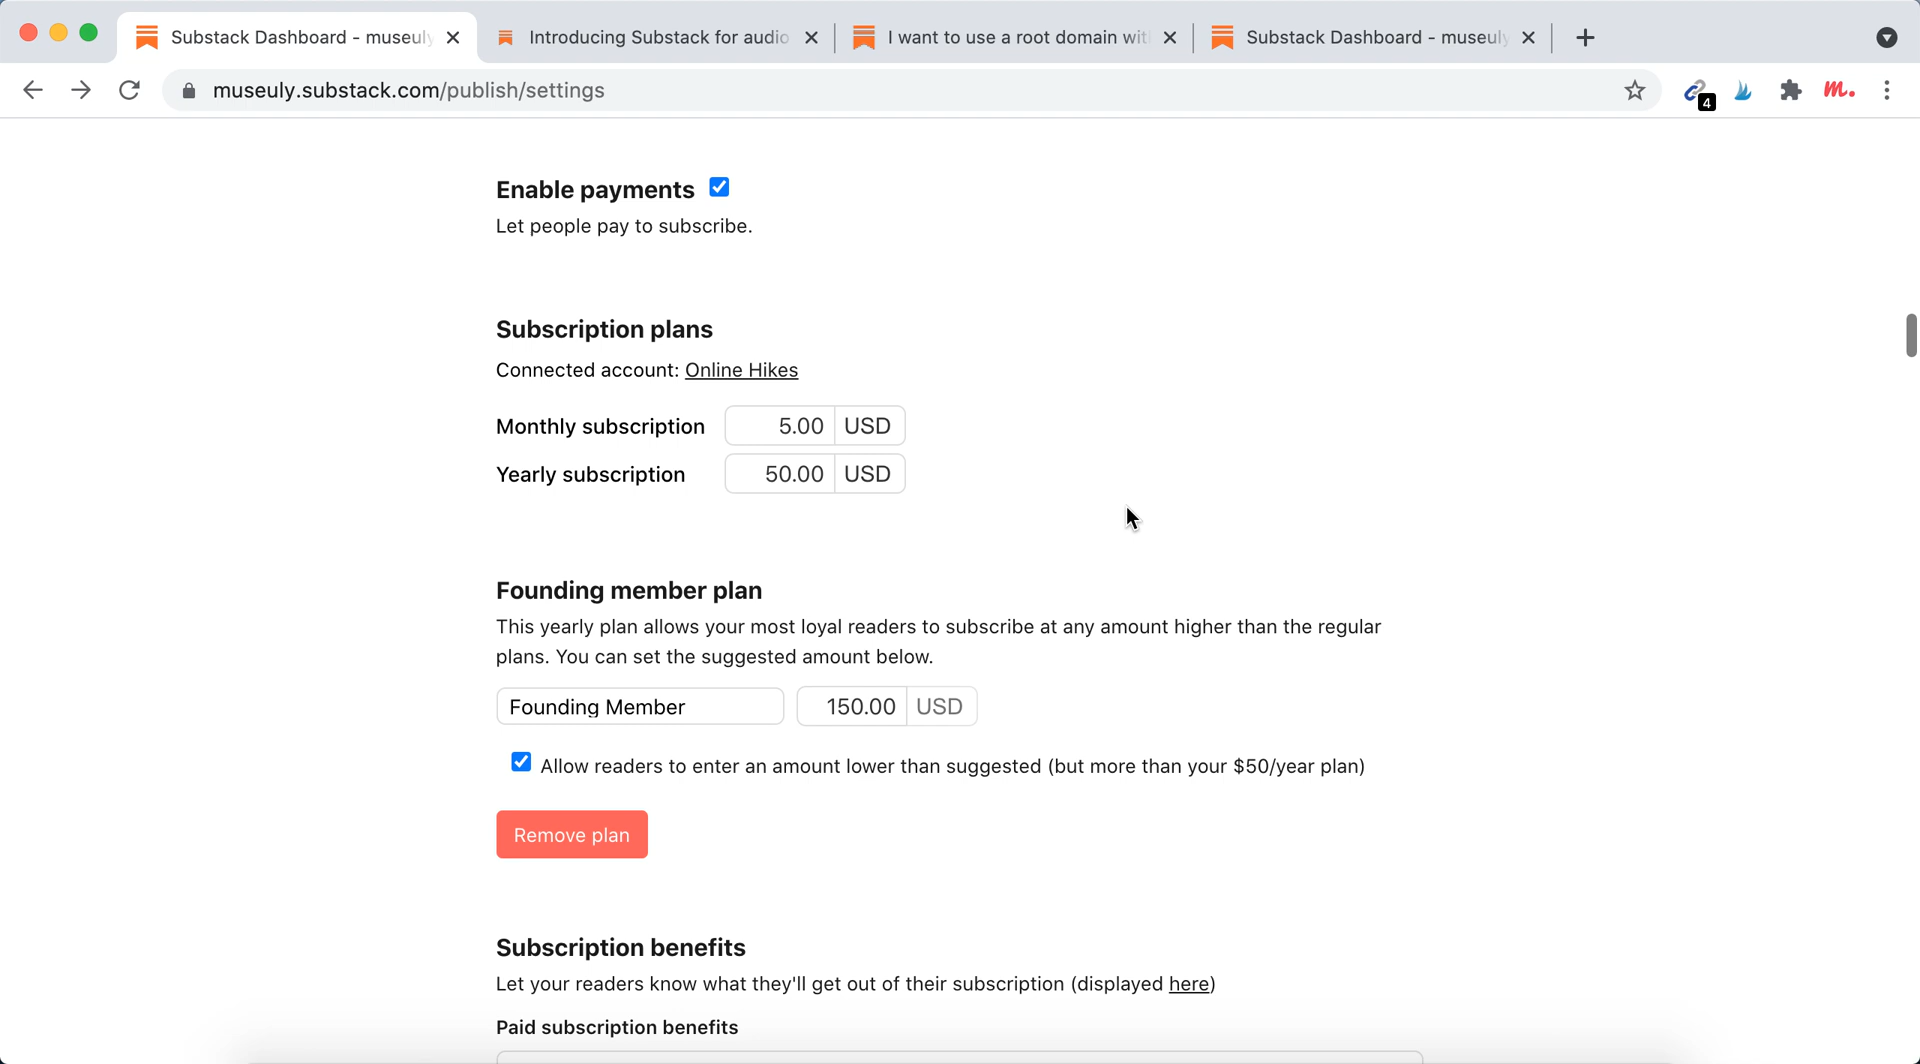 Substack Dashboard - museuly
Introducing Substack for audio
I want to use a root domain wit
Substack Dashboard - museuly
museuly.substack.com/publish/settings
4
m.
Enable payments
Let people pay to subscribe.
Subscription plans
Connected account: Online Hikes
Monthly subscription 5.00 USD
Yearly subscription 50.00 USD
Founding member plan
This yearly plan allows your most loyal readers to subscribe at any amount higher than the regular
plans. You can set the suggested amount below.
Founding Member 150.00 USD
Allow readers to enter an amount lower than suggested (but more than your $50/year plan)
Remove plan
Subscription benefits
Let your readers know what they'll get out of their subscription (displayed here)
Paid subscription benefits